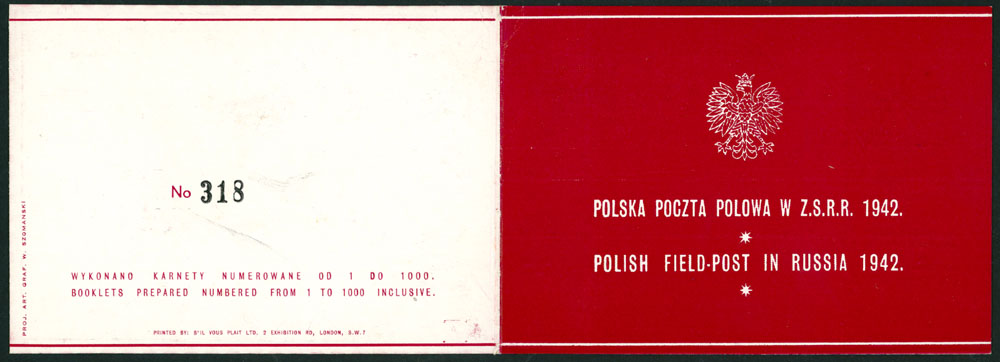 No 318
WYKONANO KARNETY NUMEROWANE OD 1 DO 1000.
BOOKLETS PREPARED NUMBERED FROM 1 TO 1000 INCLUSIVE.
PRINTED BY: S'IL VOUS PLAIT LTD. 2 EXHIBITION RD, LONDON, S.W.7
PROJ. ART. GRAF. W. SZOMANSKI
POLSKA POCZTA POLOWA W Z.S.R.R. 1942.
POLISH FIELD-POST IN RUSSIA 1942.